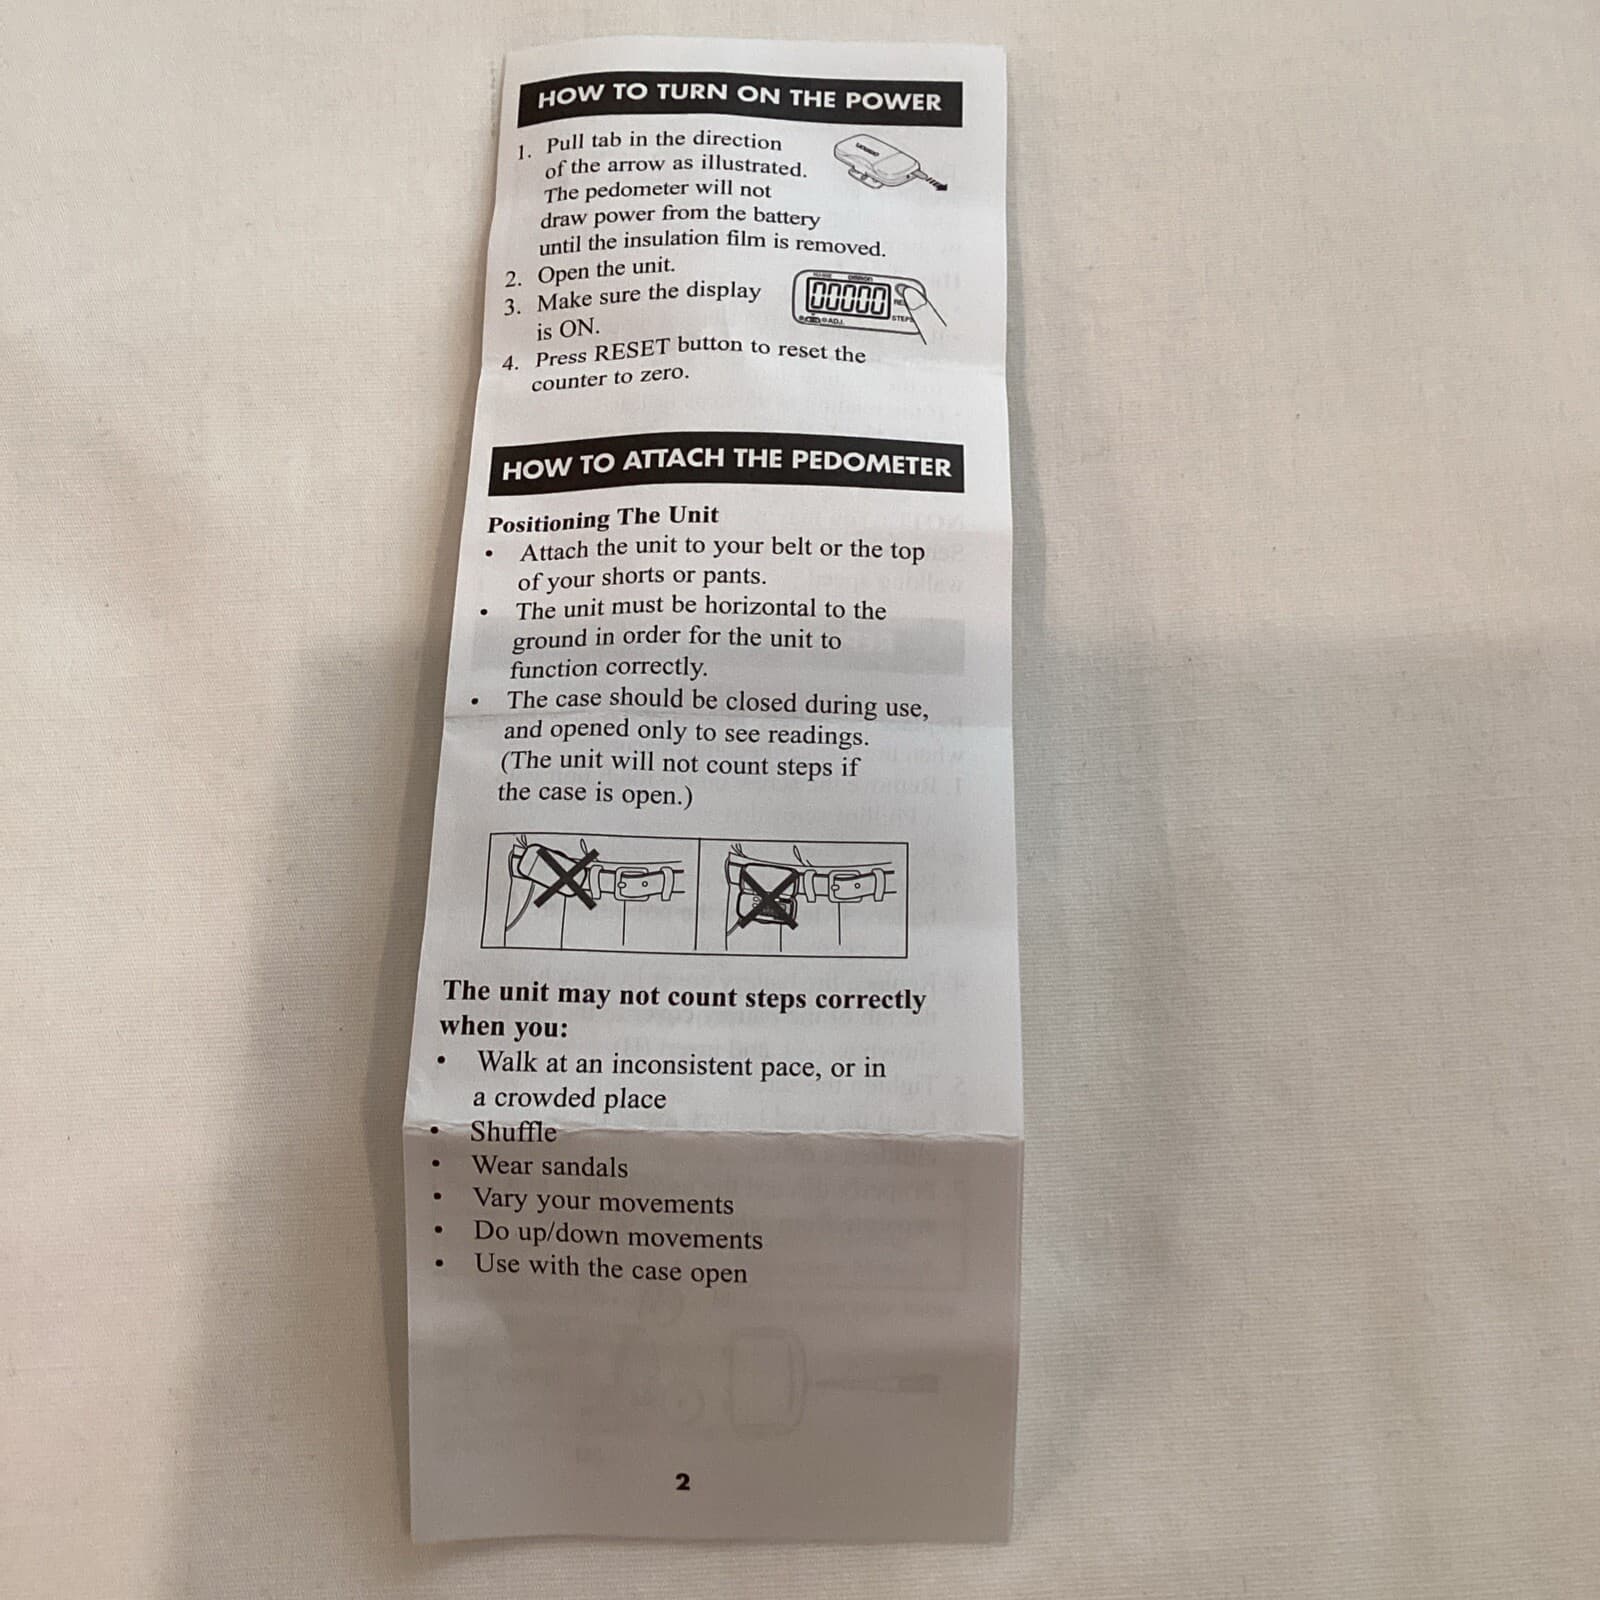 HOW TO TURN ON THE POWER
1. Pull tab in the direction
of the arrow as illustrated.
The pedometer will not
draw power from the battery
until the insulation film is removed.
OMRON
2. Open the unit.
3. Make sure the display
is ON.
OMRON
00000
ADJ.
STEPS
4. Press RESET button to reset the
counter to zero.
HOW TO ATTACH THE PEDOMETER
Positioning The Unit
• Attach the unit to your belt or the top
of your shorts or pants.
• The unit must be horizontal to the
ground in order for the unit to
function correctly.
• The case should be closed during use,
and opened only to see readings.
(The unit will not count steps if
the case is open.)
The unit may not count steps correctly
when you:
• Walk at an inconsistent pace, or in
a crowded place
• Shuffle
• Wear sandals
• Vary your movements
• Do up/down movements
• Use with the case open
2